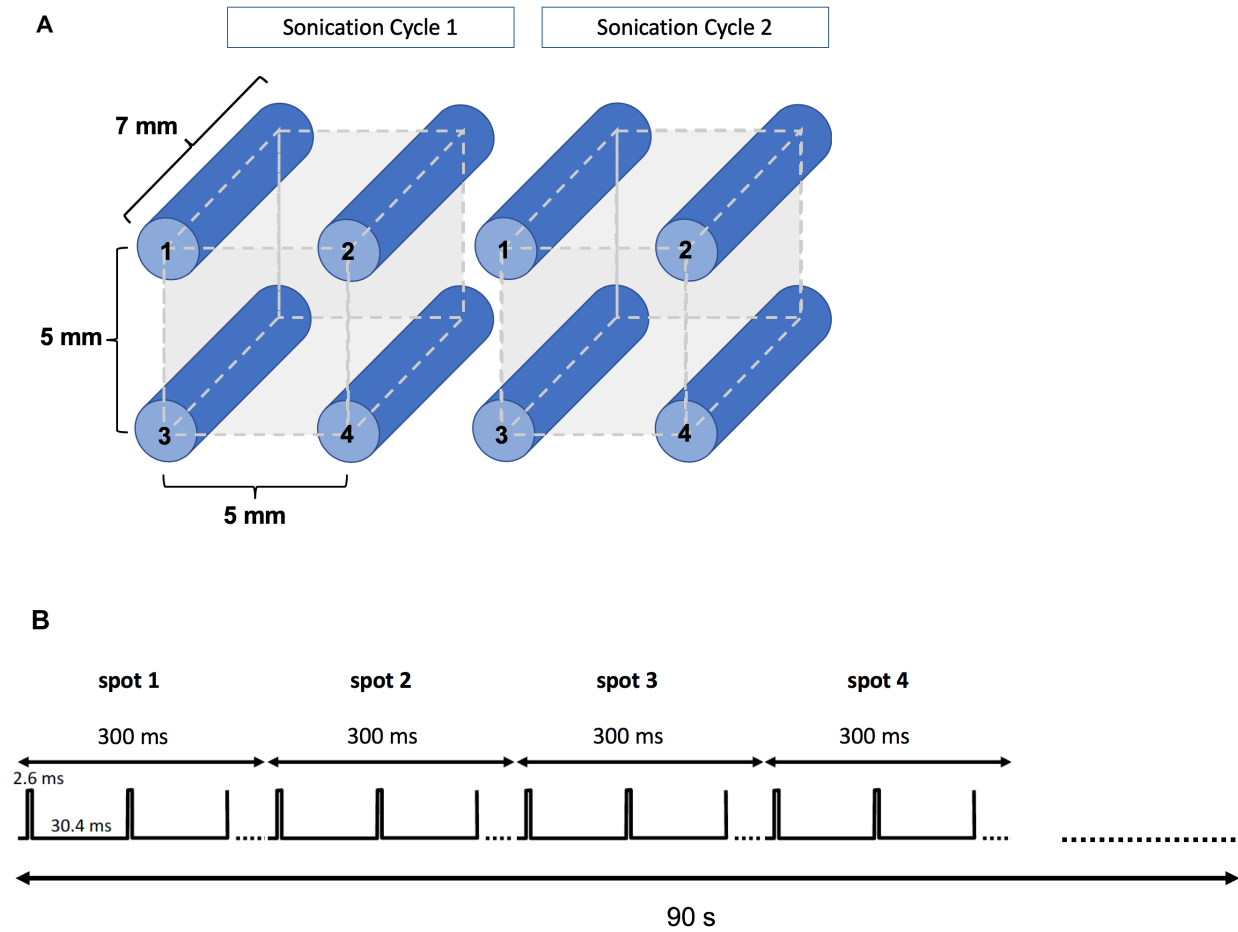 A
Sonication Cycle 1
Sonication Cycle 2
7 mm
1
2
1
2
5 mm
3
4
3
4
5 mm
B
spot 1
spot 2
spot 3
spot 4
300 ms
300 ms
300 ms
300 ms
2.6 ms
30.4 ms
90 s